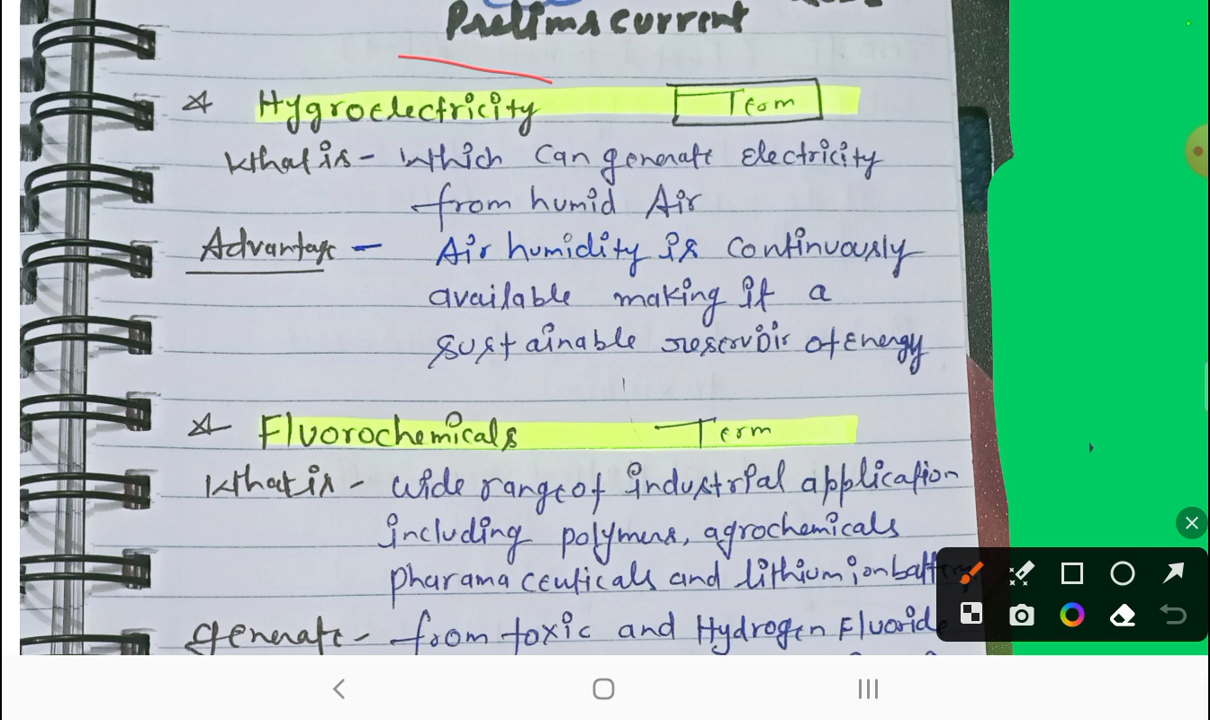 Prelims current
Hygroelectricity Term
What is - Which can generate electricity
from humid Air
Advantage - Air humidity is continuously
available making it a
sustainable reservoir of energy
Fluorochemicals Term
What is - wide range of industrial application
including polymers, agrochemicals
pharamaceuticals and lithium ion battery
generate - from toxic and Hydrogen Fluoride